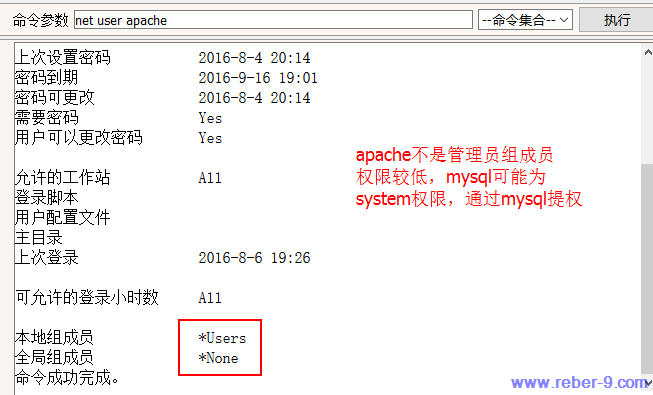 命令参数 net user apache --命令集合-- 执行
上次设置密码 2016-8-4 20:14
密码到期 2016-9-16 19:01
密码可更改 2016-8-4 20:14
需要密码 Yes
用户可以更改密码 Yes
允许的工作站 All
登录脚本
用户配置文件
主目录
上次登录 2016-8-6 19:26
可允许的登录小时数 All
本地组成员 *Users
全局组成员 *None
命令成功完成。
apache不是管理员组成员
权限较低，mysql可能为
system权限，通过mysql提权
www.reber-9.com